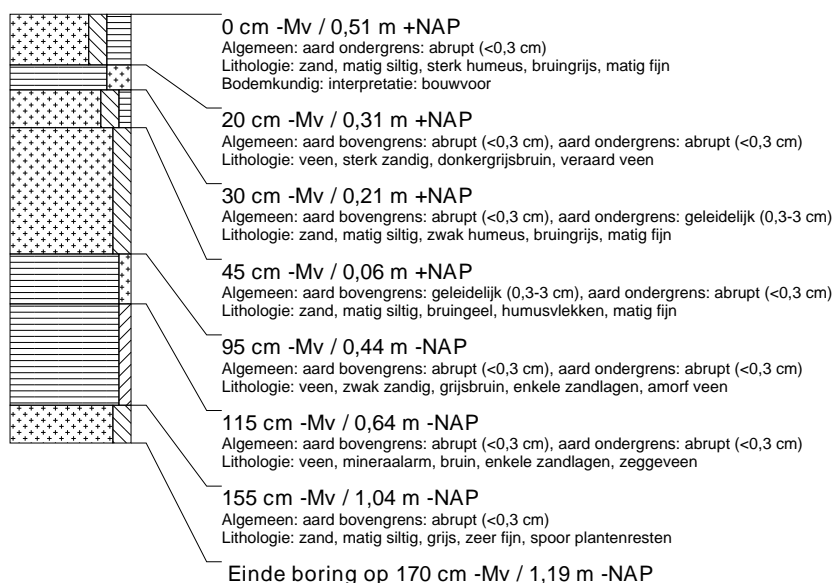 0 cm -Mv / 0,51 m +NAP
Algemeen: aard ondergrens: abrupt (<0,3 cm)
Lithologie: zand, matig siltig, sterk humeus, bruingrijs, matig fijn
Bodemkundig: interpretatie: bouwvoor
20 cm -Mv / 0,31 m +NAP
Algemeen: aard bovengrens: abrupt (<0,3 cm), aard ondergrens: abrupt (<0,3 cm)
Lithologie: veen, sterk zandig, donkergrijsbruin, veraard veen
30 cm -Mv / 0,21 m +NAP
Algemeen: aard bovengrens: abrupt (<0,3 cm), aard ondergrens: geleidelijk (0,3-3 cm)
Lithologie: zand, matig siltig, zwak humeus, bruingrijs, matig fijn
45 cm -Mv / 0,06 m +NAP
Algemeen: aard bovengrens: geleidelijk (0,3-3 cm), aard ondergrens: abrupt (<0,3 cm)
Lithologie: zand, matig siltig, bruingeel, humusvlekken, matig fijn
95 cm -Mv / 0,44 m -NAP
Algemeen: aard bovengrens: abrupt (<0,3 cm), aard ondergrens: abrupt (<0,3 cm)
Lithologie: veen, zwak zandig, grijsbruin, enkele zandlagen, amorf veen
115 cm -Mv / 0,64 m -NAP
Algemeen: aard bovengrens: abrupt (<0,3 cm), aard ondergrens: abrupt (<0,3 cm)
Lithologie: veen, mineraalarm, bruin, enkele zandlagen, zeggeveen
155 cm -Mv / 1,04 m -NAP
Algemeen: aard bovengrens: abrupt (<0,3 cm)
Lithologie: zand, matig siltig, grijs, zeer fijn, spoor plantenresten
Einde boring op 170 cm -Mv / 1,19 m -NAP